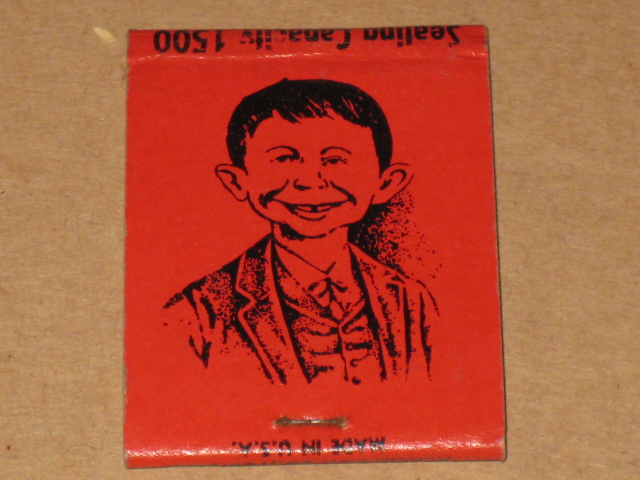 Seating Capacity 1500
MADE IN U.S.A.